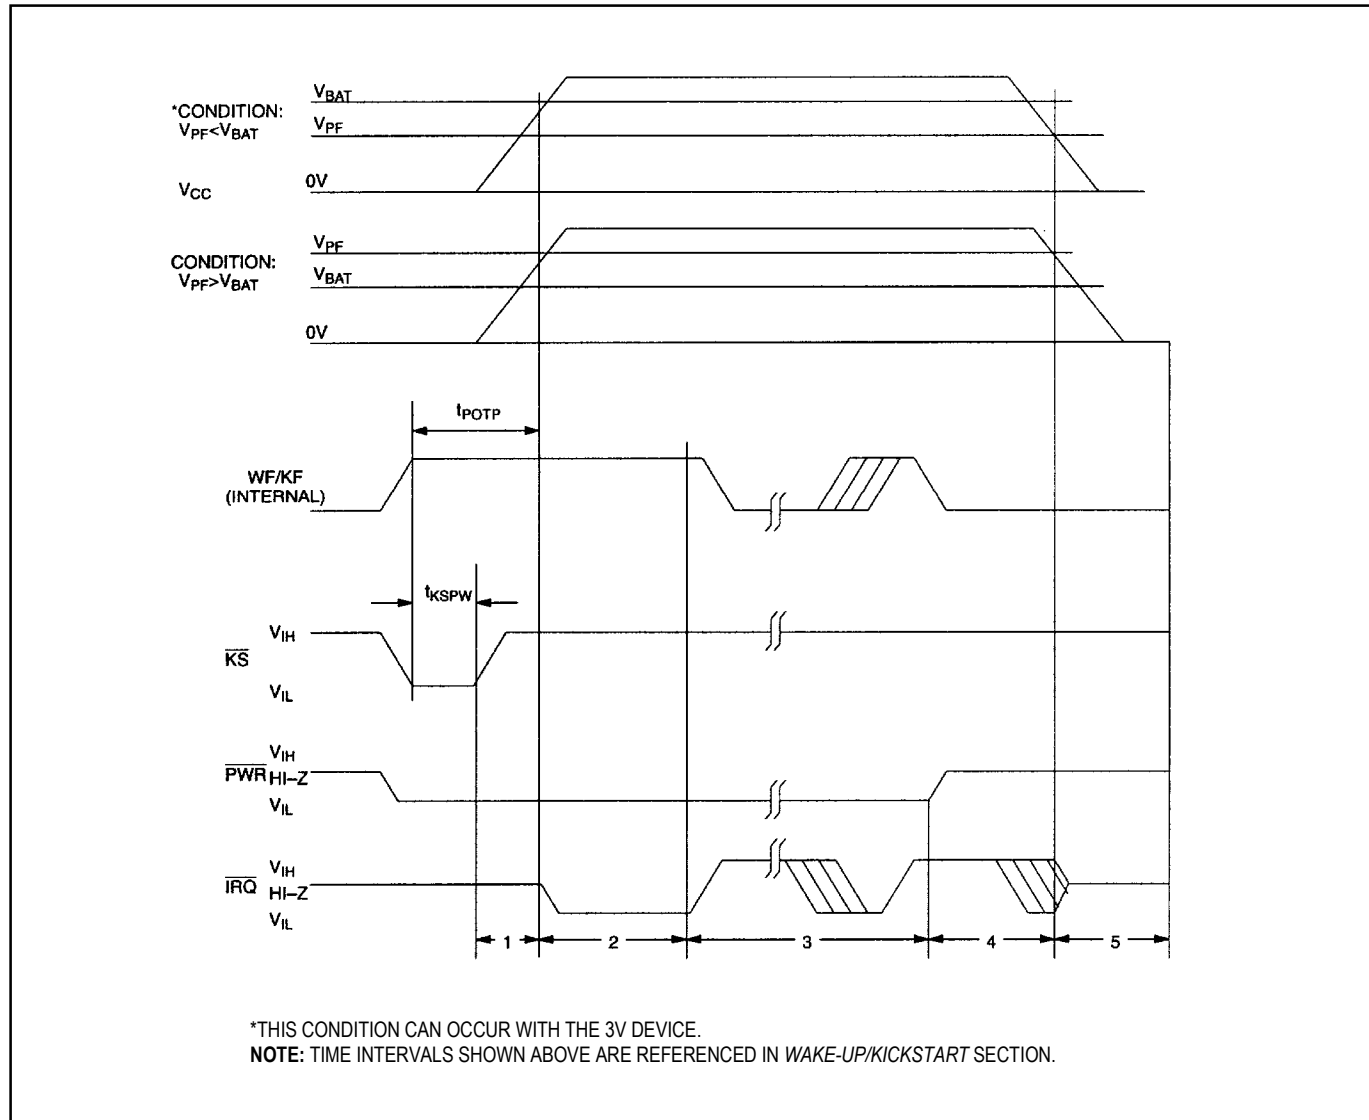 VBAT
*CONDITION:
VPF<VBAT
VPF
VCC
0V
VPF
CONDITION:
VPF>VBAT
VBAT
0V
tPOTP
WF/KF
(INTERNAL)
tKSPW
VIH
KS
VIL
VIH
PWR HI–Z
VIL
VIH
IRQ HI–Z
VIL
1 2 3 4 5
*THIS CONDITION CAN OCCUR WITH THE 3V DEVICE.
NOTE: TIME INTERVALS SHOWN ABOVE ARE REFERENCED IN WAKE-UP/KICKSTART SECTION.